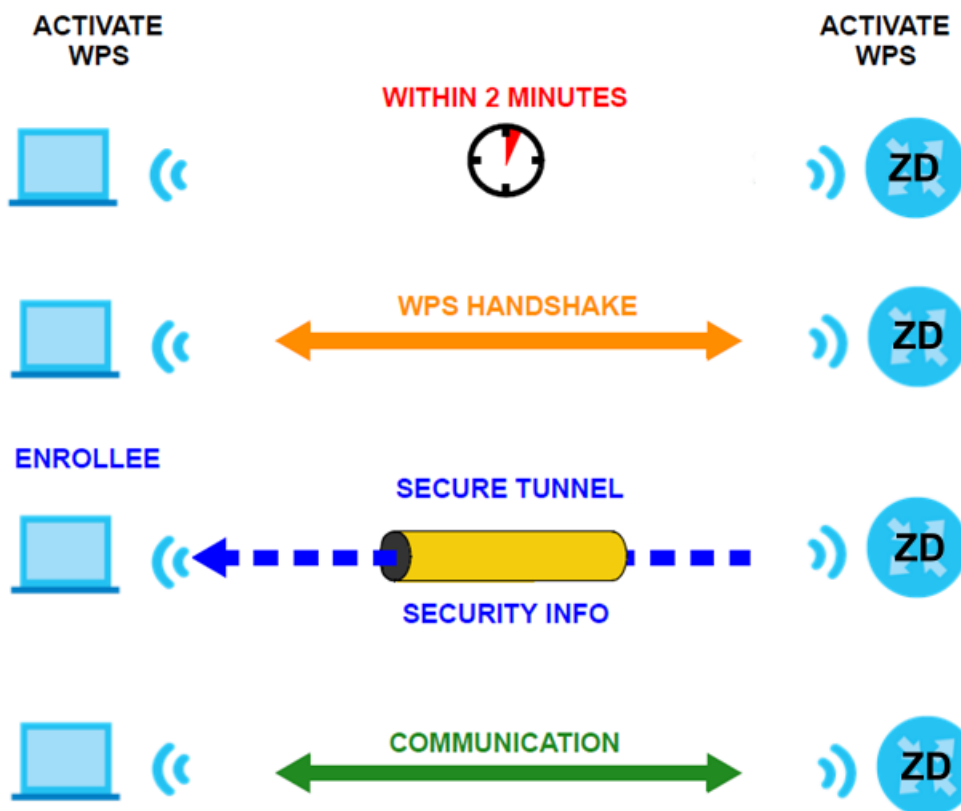 ACTIVATE
WPS
ACTIVATE
WPS
WITHIN 2 MINUTES
ZD
WPS HANDSHAKE
ZD
ENROLLEE
SECURE TUNNEL
ZD
SECURITY INFO
COMMUNICATION
ZD